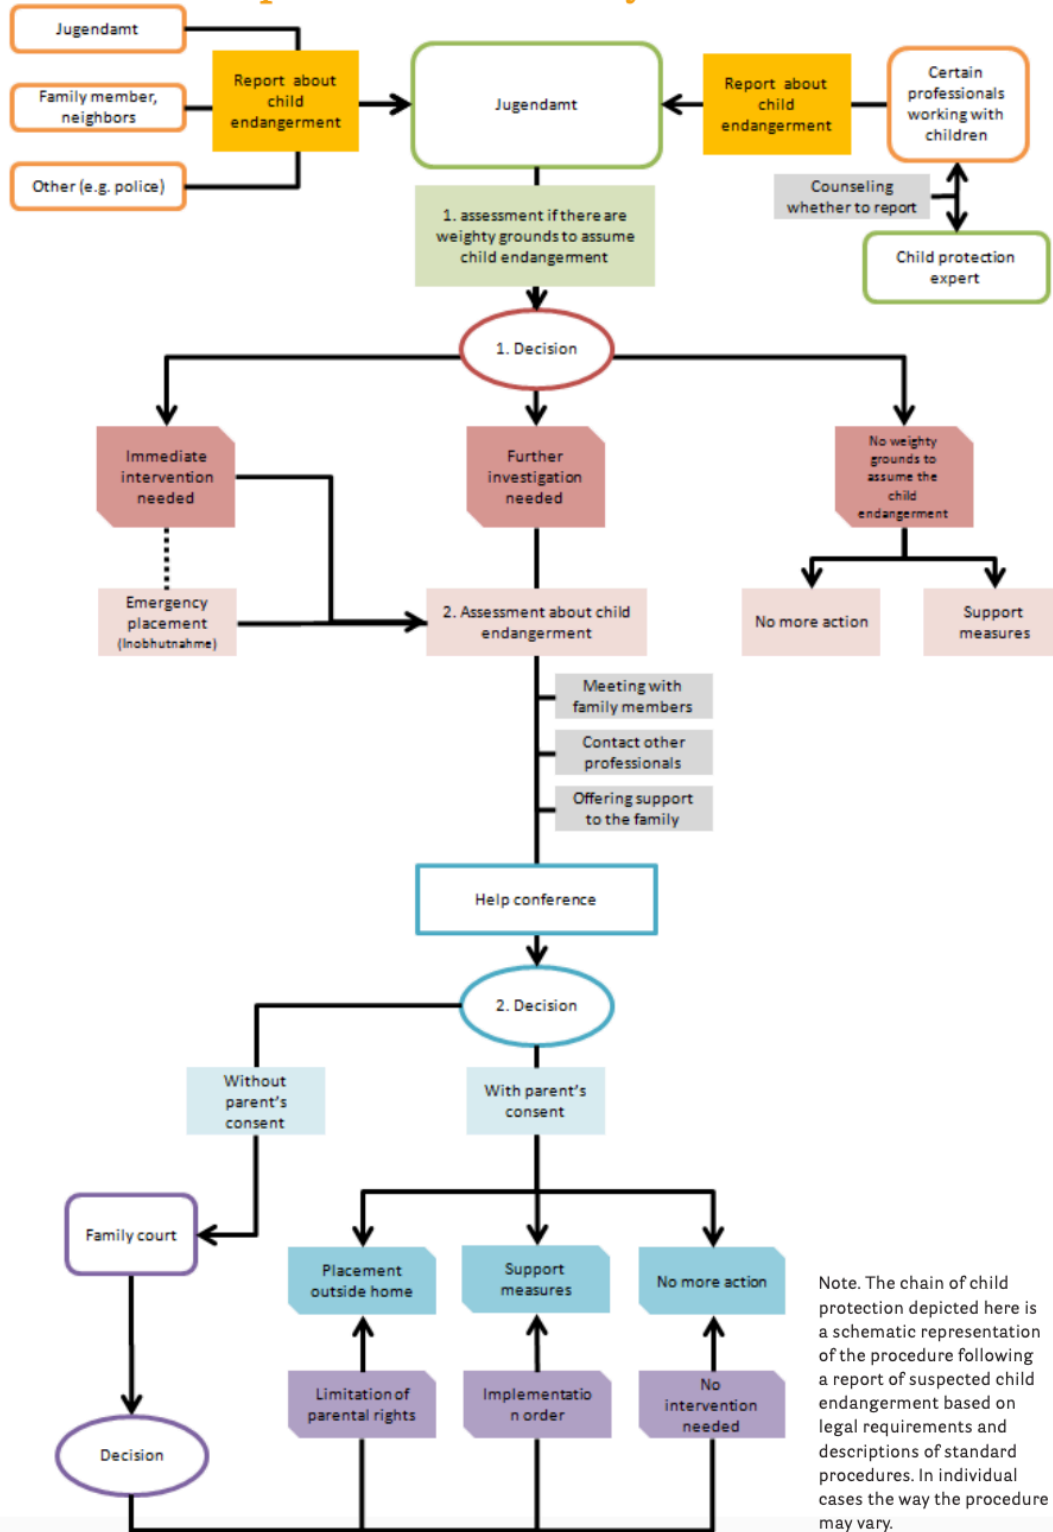 Jugendamt
Report about
child
endangerment
Family member,
neighbors
Other (e.g. police)
Jugendamt
Report about
child
endangerment
Certain
professionals
working with
children
Counseling
whether to report
Child protection
expert
1. assessment if there are
weighty grounds to assume
child endangerment
1. Decision
Immediate
intervention
needed
Further
investigation
needed
No weighty
grounds to
assume the
child
endangerment
Emergency
placement
(Inobhutnahme)
2. Assessment about child
endangerment
No more action
Support
measures
Meeting with
family members
Contact other
professionals
Offering support
to the family
Help conference
2. Decision
Without
parent's
consent
With parent's
consent
Family court
Placement
outside home
Support
measures
No more action
Limitation of
parental rights
Implementatio
n order
No
intervention
needed
Decision
Note. The chain of child
protection depicted here is
a schematic representation
of the procedure following
a report of suspected child
endangerment based on
legal requirements and
descriptions of standard
procedures. In individual
cases the way the procedure
may vary.